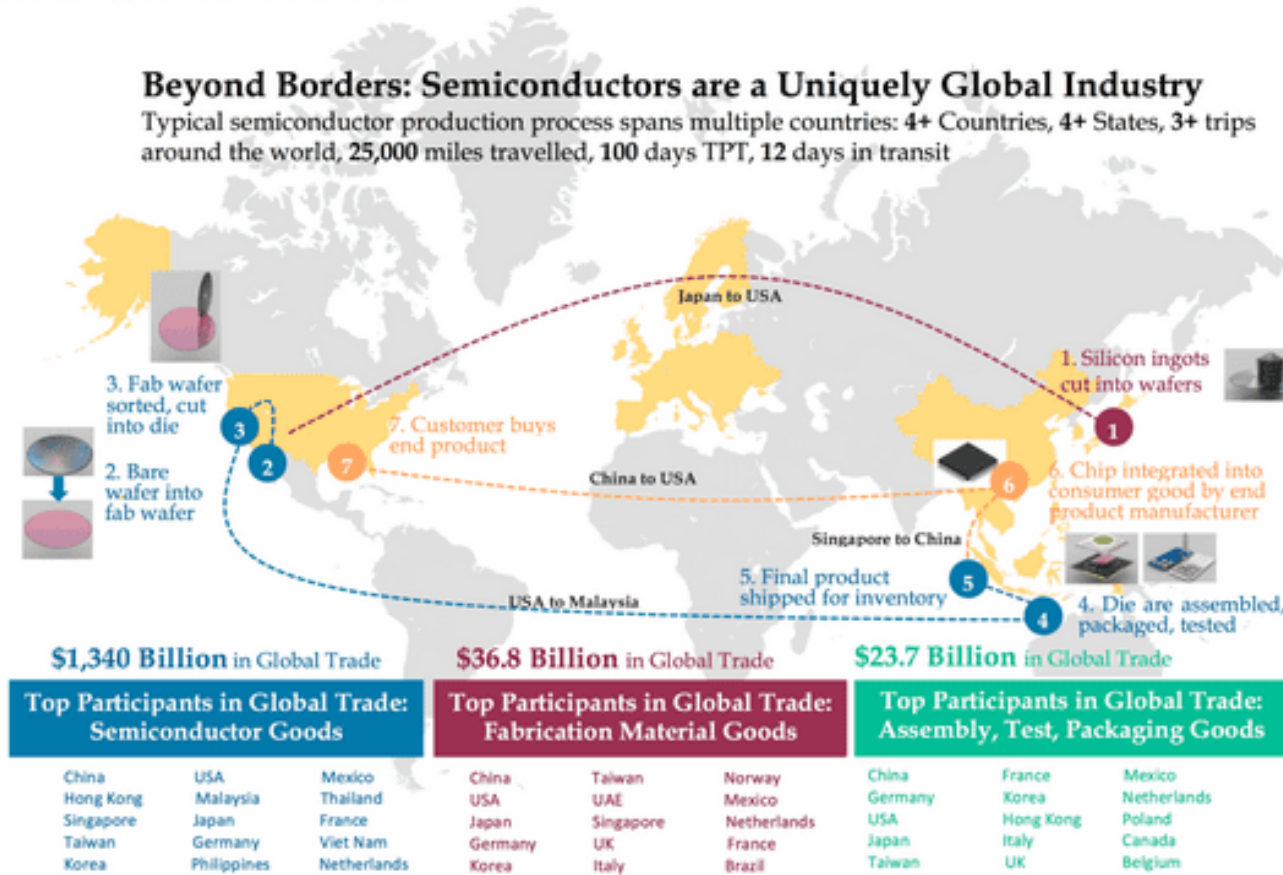 Beyond Borders: Semiconductors are a Uniquely Global Industry
Typical semiconductor production process spans multiple countries: 4+ Countries, 4+ States, 3+ trips
around the world, 25,000 miles travelled, 100 days TPT, 12 days in transit
Japan to USA
1. Silicon ingots
cut into wafers
1
3. Fab wafer
sorted, cut
into die
3
2
7. Customer buys
end product
7
2. Bare
wafer into
fab wafer
China to USA
6
6. Chip integrated into
consumer good by end
product manufacturer
Singapore to China
5. Final product
shipped for inventory
5
USA to Malaysia
4
4. Die are assembled,
packaged, tested
$1,340 Billion in Global Trade
Top Participants in Global Trade:
Semiconductor Goods
China USA Mexico
Hong Kong Malaysia Thailand
Singapore Japan France
Taiwan Germany Viet Nam
Korea Philippines Netherlands
$36.8 Billion in Global Trade
Top Participants in Global Trade:
Fabrication Material Goods
China Taiwan Norway
USA UAE Mexico
Japan Singapore Netherlands
Germany UK France
Korea Italy Brazil
$23.7 Billion in Global Trade
Top Participants in Global Trade:
Assembly, Test, Packaging Goods
China France Mexico
Germany Korea Netherlands
USA Hong Kong Poland
Japan Italy Canada
Taiwan UK Belgium